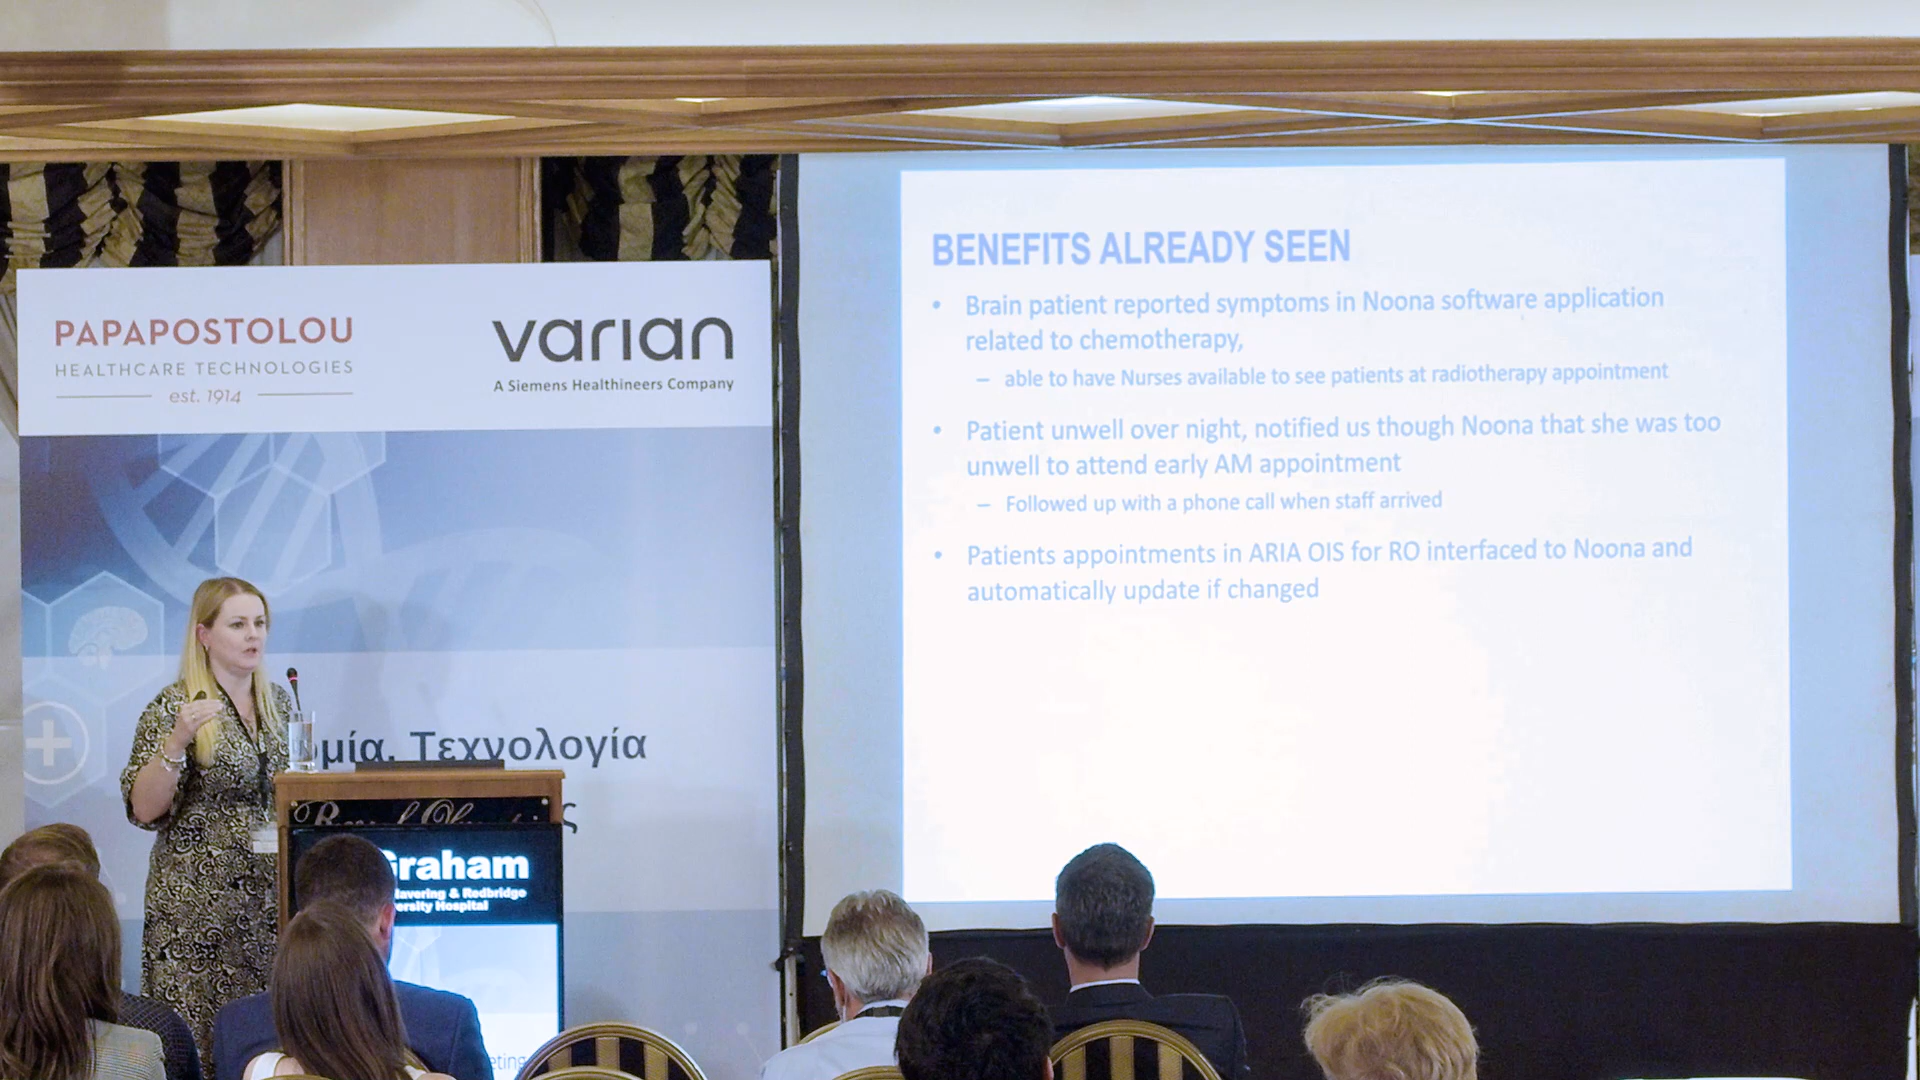 PAPAPOSTOLOU
HEALTHCARE TECHNOLOGIES
est. 1914
varian
A Siemens Healthineers Company
μία, Τεχνολογία
ς
Graham
Havering & Redbridge
ersity Hospital
eting
BENEFITS ALREADY SEEN
• Brain patient reported symptoms in Noona software application
related to chemotherapy,
– able to have Nurses available to see patients at radiotherapy appointment
• Patient unwell over night, notified us though Noona that she was too
unwell to attend early AM appointment
– Followed up with a phone call when staff arrived
• Patients appointments in ARIA OIS for RO interfaced to Noona and
automatically update if changed